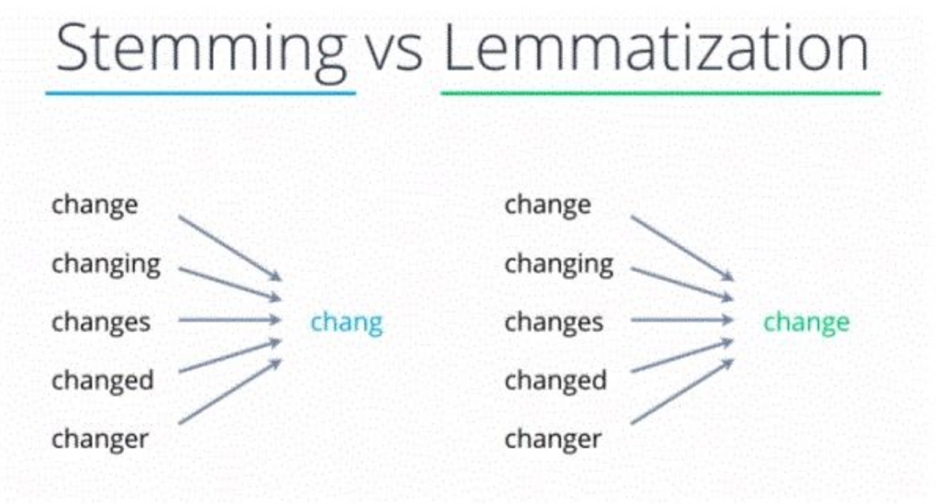 Stemming vs Lemmatization
change
changing
changes
changed
changer
chang
change
changing
changes
changed
changer
change